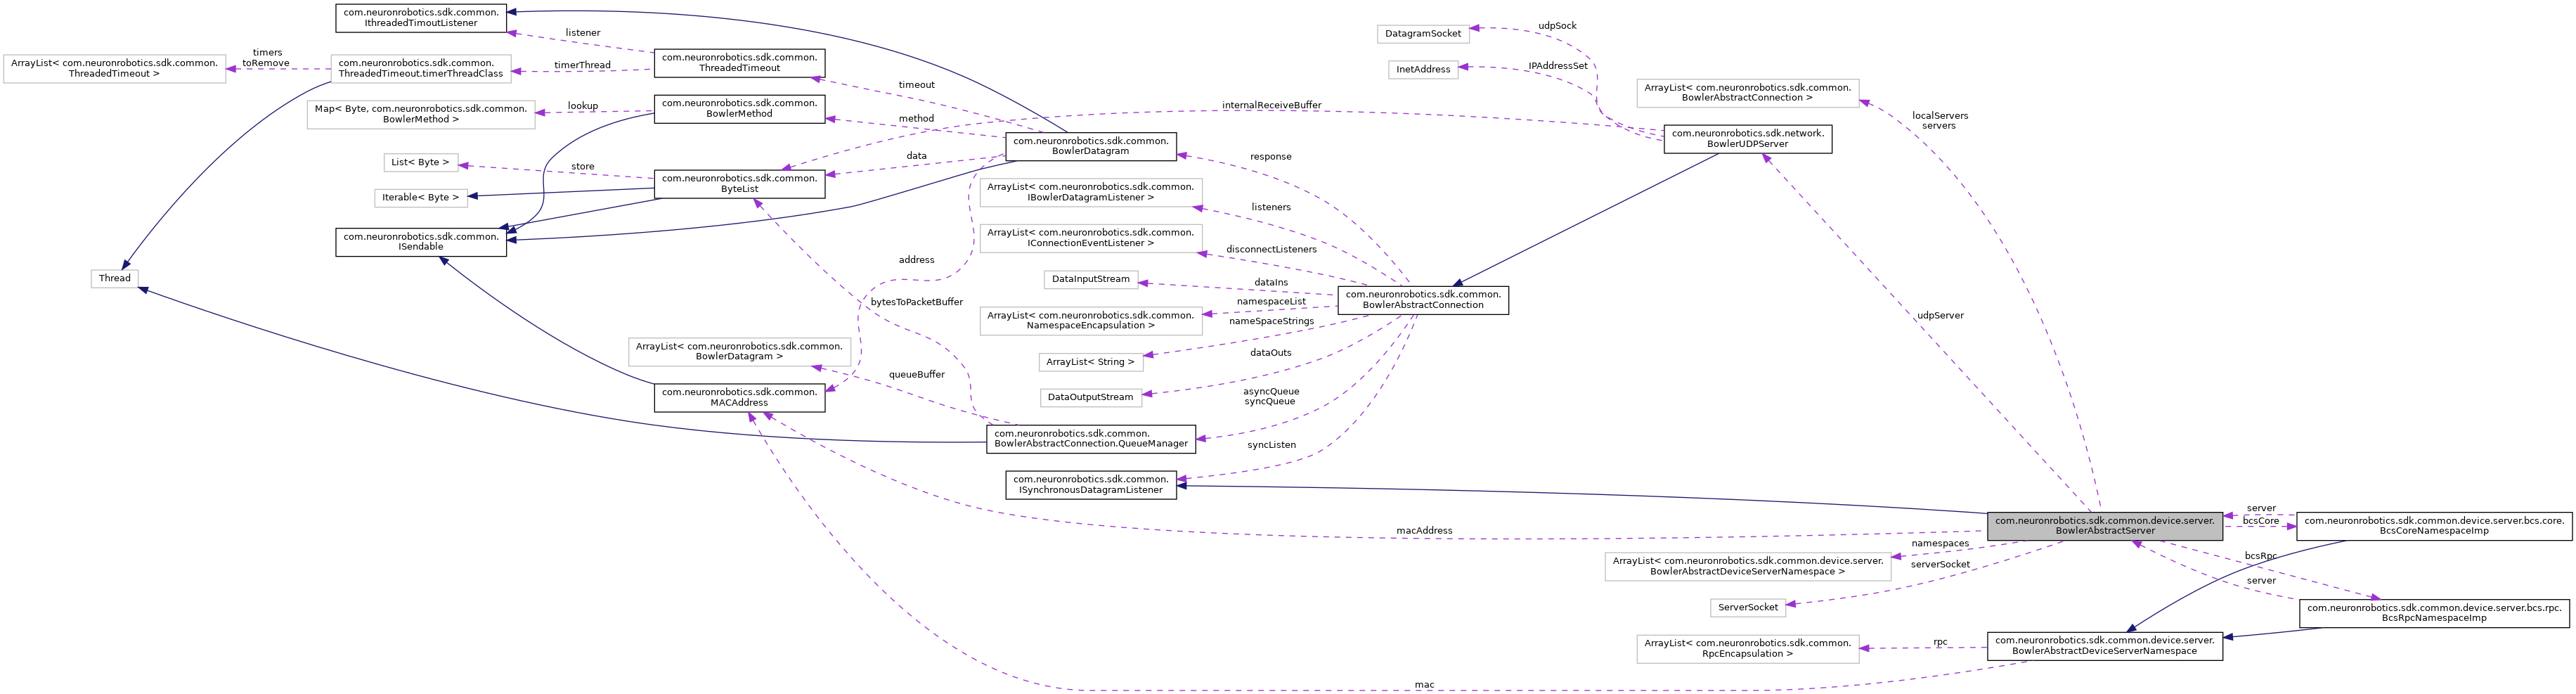 com.neuronrobotics.sdk.common.
IthreadedTimoutListener
listener
ArrayList< com.neuronrobotics.sdk.common.
ThreadedTimeout >
timers
toRemove
com.neuronrobotics.sdk.common.
ThreadedTimeout.timerThreadClass
timerThread
com.neuronrobotics.sdk.common.
ThreadedTimeout
timeout
Map< Byte, com.neuronrobotics.sdk.common.
BowlerMethod >
lookup
com.neuronrobotics.sdk.common.
BowlerMethod
method
List< Byte >
store
Iterable< Byte >
com.neuronrobotics.sdk.common.
ByteList
data
com.neuronrobotics.sdk.common.
BowlerDatagram
com.neuronrobotics.sdk.common.
ISendable
Thread
address
bytesToPacketBuffer
ArrayList< com.neuronrobotics.sdk.common.
BowlerDatagram >
queueBuffer
com.neuronrobotics.sdk.common.
MACAddress
internalReceiveBuffer
response
ArrayList< com.neuronrobotics.sdk.common.
IBowlerDatagramListener >
listeners
ArrayList< com.neuronrobotics.sdk.common.
IConnectionEventListener >
disconnectListeners
DataInputStream
dataIns
ArrayList< com.neuronrobotics.sdk.common.
NamespaceEncapsulation >
namespaceList
nameSpaceStrings
ArrayList< String >
dataOuts
DataOutputStream
asyncQueue
syncQueue
com.neuronrobotics.sdk.common.
BowlerAbstractConnection.QueueManager
syncListen
com.neuronrobotics.sdk.common.
ISynchronousDatagramListener
com.neuronrobotics.sdk.common.
BowlerAbstractConnection
DatagramSocket
udpSock
InetAddress
IPAddressSet
ArrayList< com.neuronrobotics.sdk.common.
BowlerAbstractConnection >
com.neuronrobotics.sdk.network.
BowlerUDPServer
localServers
servers
udpServer
macAddress
com.neuronrobotics.sdk.common.device.server.
BowlerAbstractServer
server
bcsCore
com.neuronrobotics.sdk.common.device.server.bcs.core.
BcsCoreNamespaceImp
namespaces
ArrayList< com.neuronrobotics.sdk.common.device.server.
BowlerAbstractDeviceServerNamespace >
serverSocket
ServerSocket
bcsRpc
server
com.neuronrobotics.sdk.common.device.server.bcs.rpc.
BcsRpcNamespaceImp
ArrayList< com.neuronrobotics.sdk.common.
RpcEncapsulation >
rpc
com.neuronrobotics.sdk.common.device.server.
BowlerAbstractDeviceServerNamespace
mac